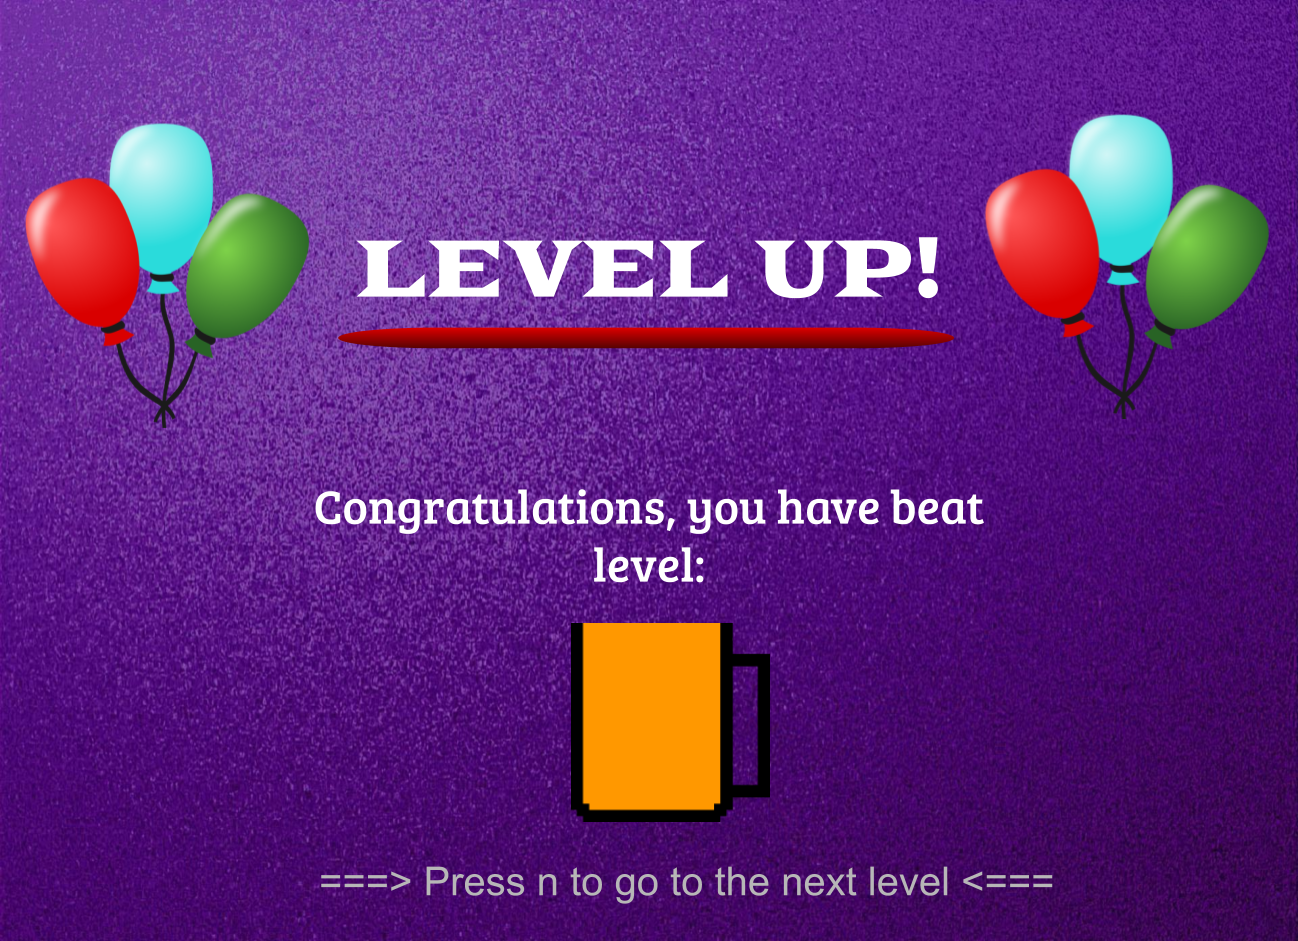 LEVEL UP!
Congratulations, you have beat
level:
===> Press n to go to the next level <===